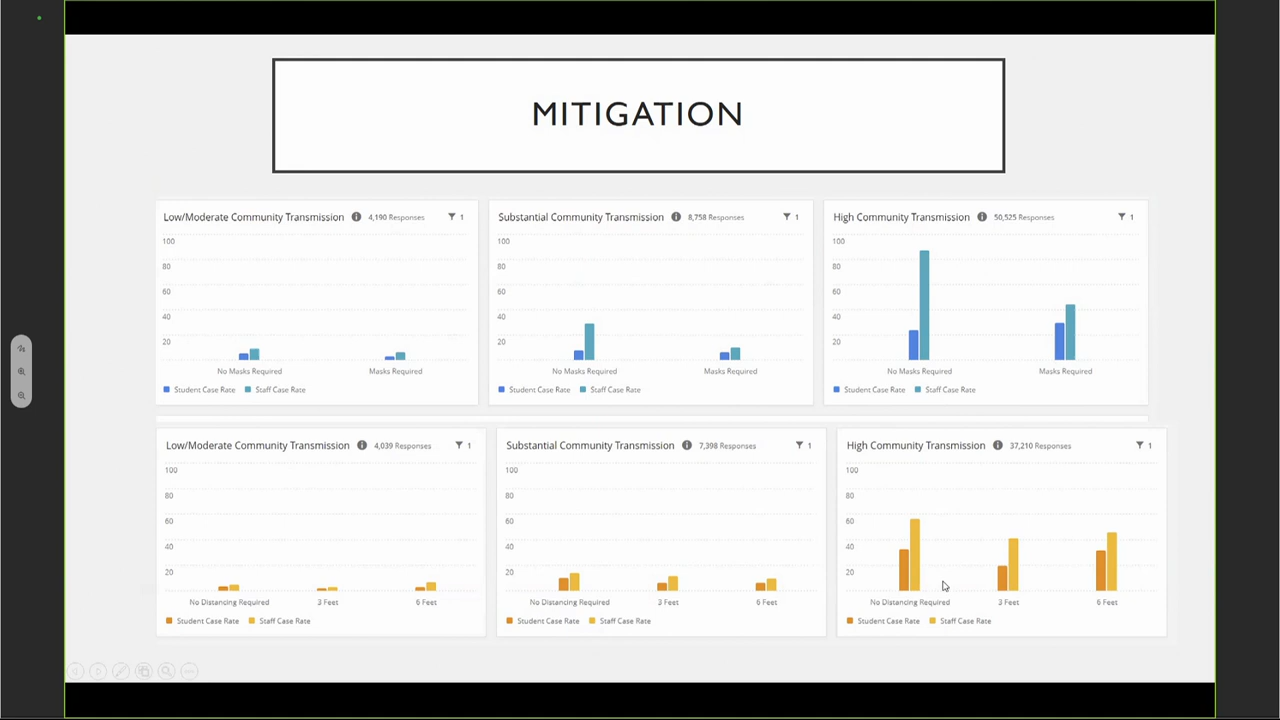 MITIGATION
Low/Moderate Community Transmission 4,190 Responses 1
100
80
60
40
20
No Masks Required Masks Required
Student Case Rate Staff Case Rate
Substantial Community Transmission 8,758 Responses 1
100
80
60
40
20
No Masks Required Masks Required
Student Case Rate Staff Case Rate
High Community Transmission 50,525 Responses 1
100
80
60
40
20
No Masks Required Masks Required
Student Case Rate Staff Case Rate
Low/Moderate Community Transmission 4,039 Responses 1
100
80
60
40
20
No Distancing Required 3 Feet 6 Feet
Student Case Rate Staff Case Rate
Substantial Community Transmission 7,398 Responses 1
100
80
60
40
20
No Distancing Required 3 Feet 6 Feet
Student Case Rate Staff Case Rate
High Community Transmission 37,210 Responses 1
100
80
60
40
20
No Distancing Required 3 Feet 6 Feet
Student Case Rate Staff Case Rate